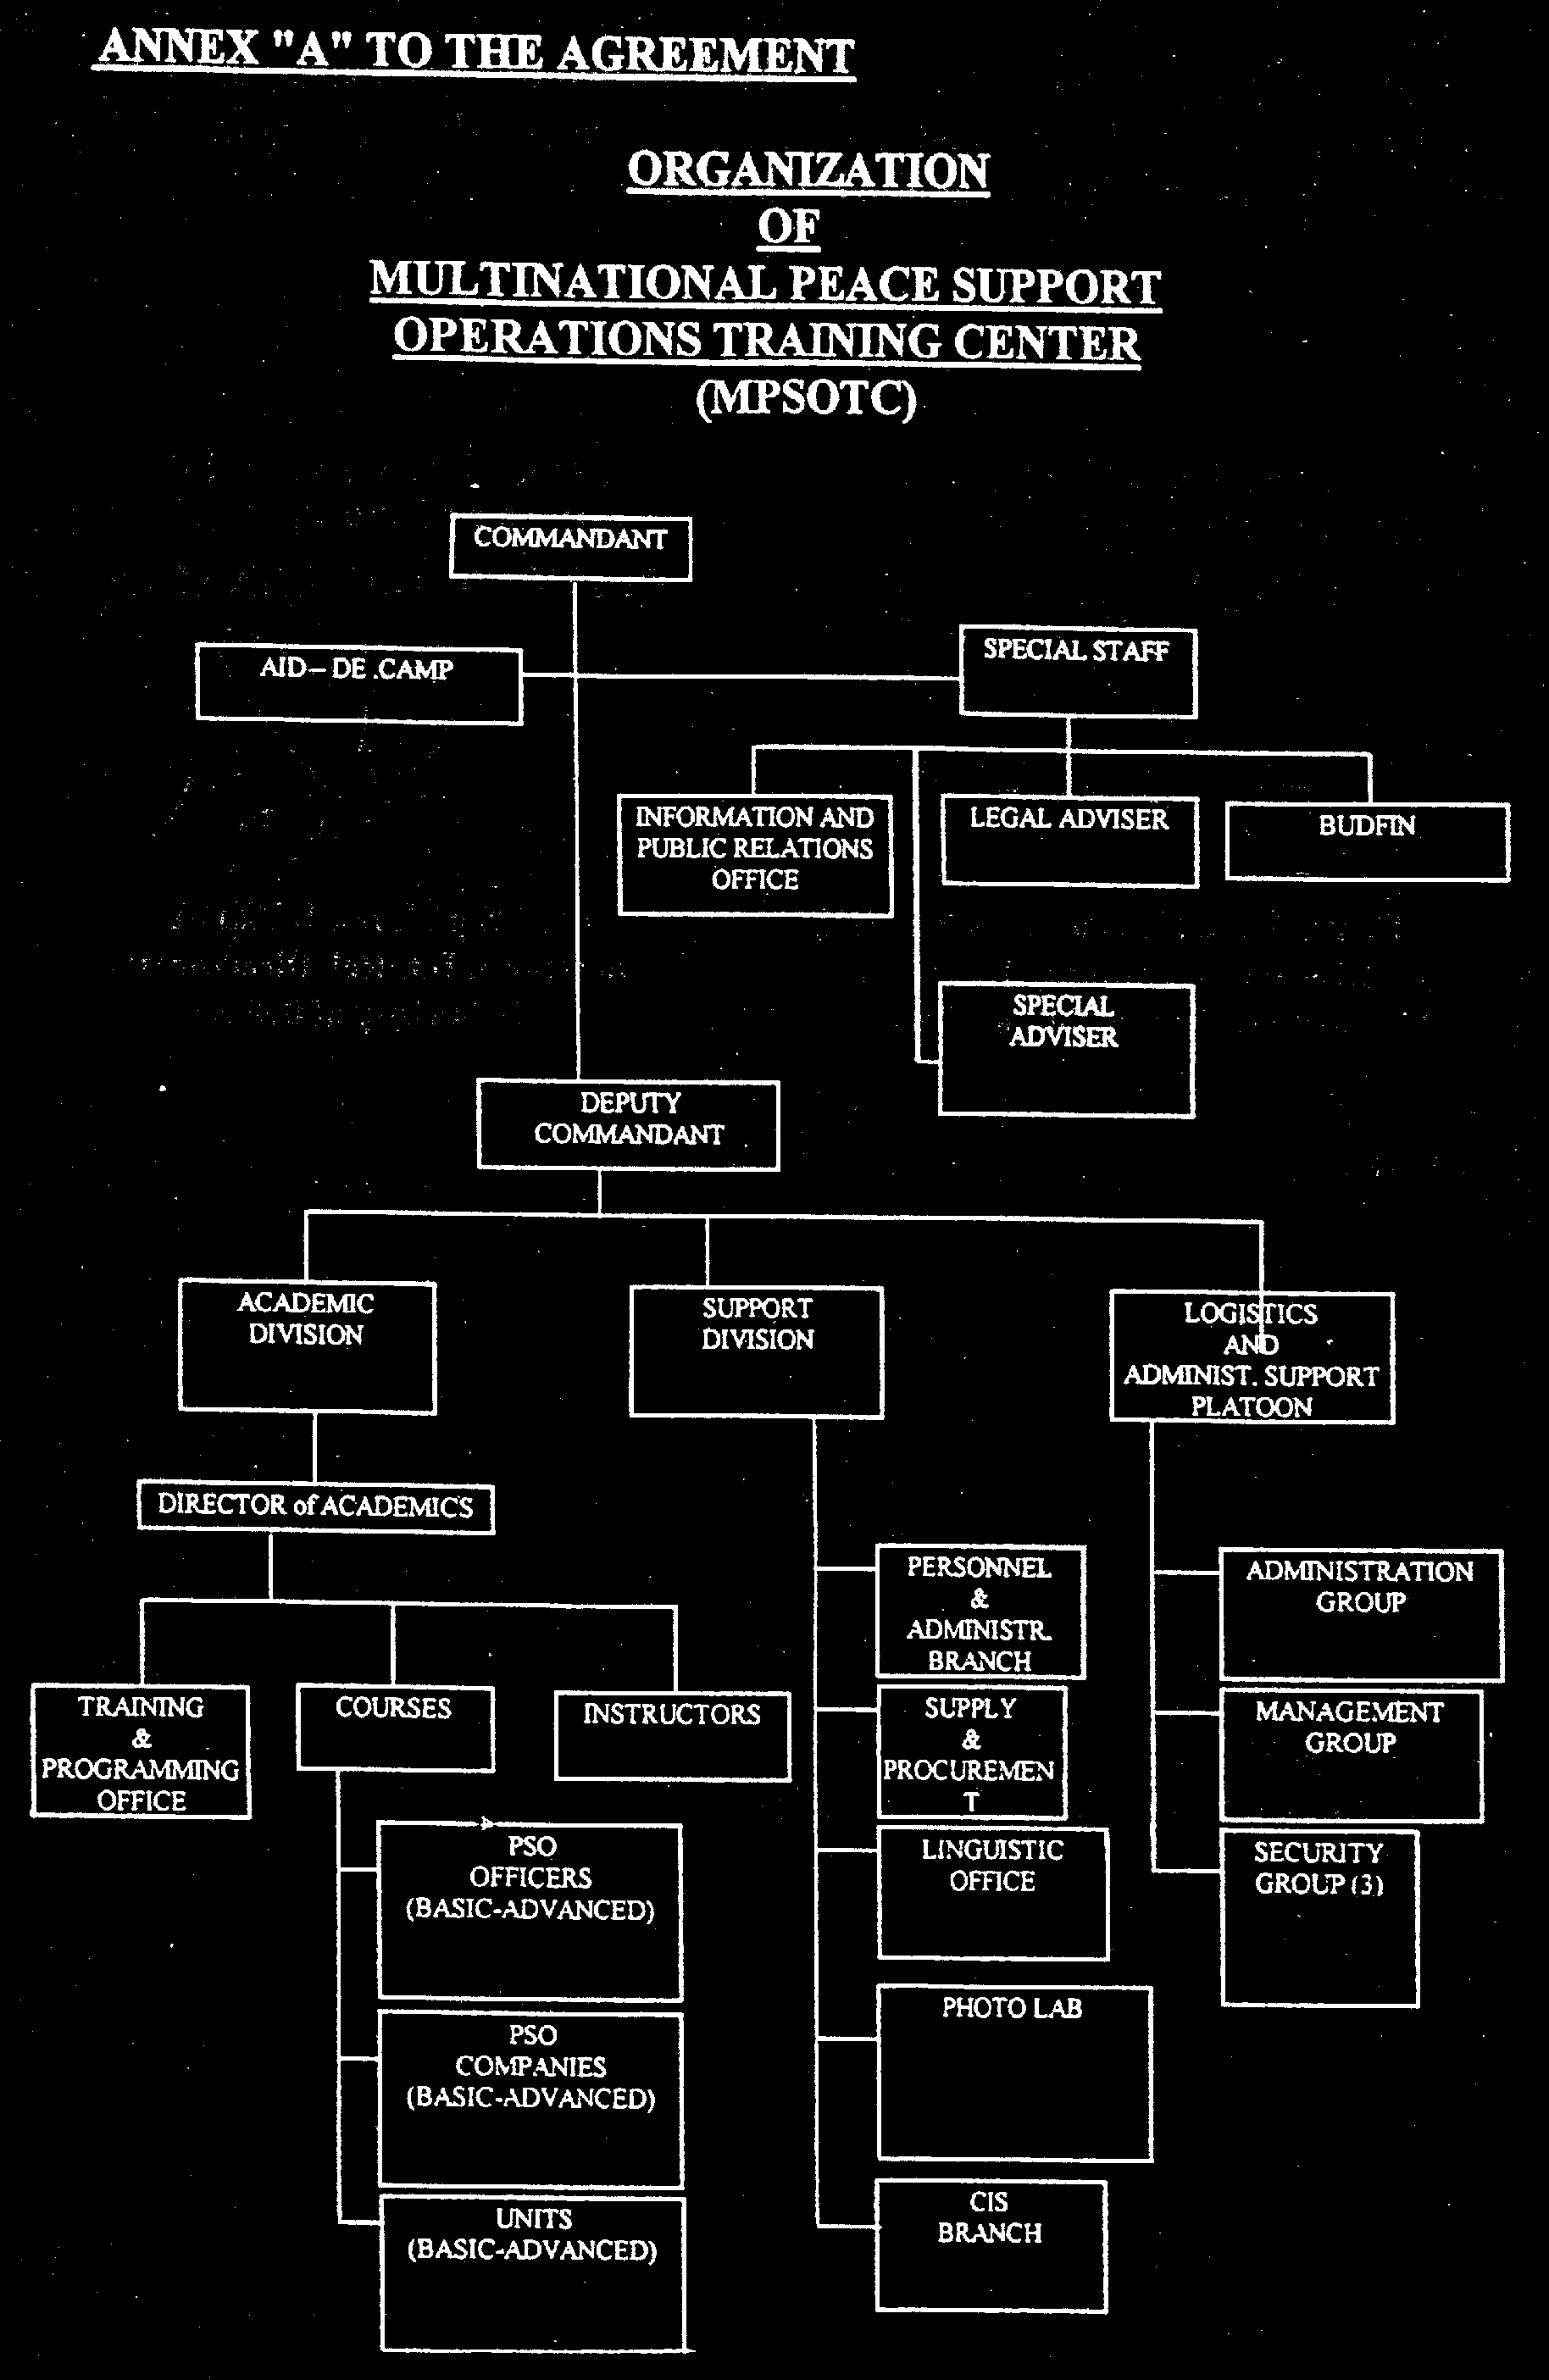 ANNEX "A" TO THE AGREEMENT
ORGANIZATION
OF
MULTINATIONAL PEACE SUPPORT
OPERATIONS TRAINING CENTER
(MPSOTC)
COMMANDANT
AID– DE .CAMP
SPECIAL STAFF
INFORMATION AND
PUBLIC RELATIONS
OFFICE
LEGAL ADVISER
BUDFIN
SPECIAL
ADVISER
DEPUTY
COMMANDANT
ACADEMIC
DIVISION
SUPPORT
DIVISION
LOGISTICS
AND
ADMINIST. SUPPORT
PLATOON
DIRECTOR of ACADEMICS
TRAINING
&
PROGRAMMING
OFFICE
COURSES
INSTRUCTORS
PSO
OFFICERS
(BASIC-ADVANCED)
PSO
COMPANIES
(BASIC-ADVANCED)
UNITS
(BASIC-ADVANCED)
PERSONNEL
&
ADMINISTR.
BRANCH
SUPPLY
&
PROCUREMEN
T
LINGUISTIC
OFFICE
PHOTO LAB
CIS
BRANCH
ADMINISTRATION
GROUP
MANAGEMENT
GROUP
SECURITY
GROUP (3)